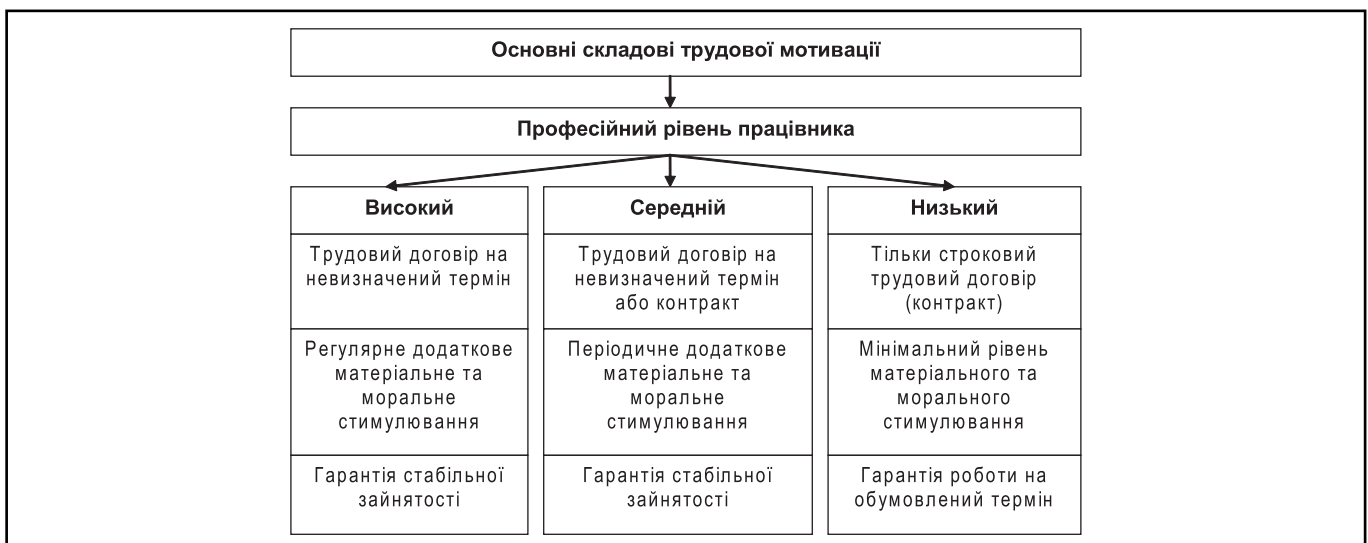 Основні складові трудової мотивації
Професійний рівень працівника
Високий
Трудовий договір на
невизначений термін
Регулярне додаткове
матеріальне та
моральне
стимулювання
Гарантія стабільної
зайнятості
Середній
Трудовий договір на
невизначений термін
або контракт
Періодичне додаткове
матеріальне та
моральне
стимулювання
Гарантія стабільної
зайнятості
Низький
Тільки строковий
трудовий договір
(контракт)
Мінімальний рівень
матеріального та
морального
стимулювання
Гарантія роботи на
обумовлений термін